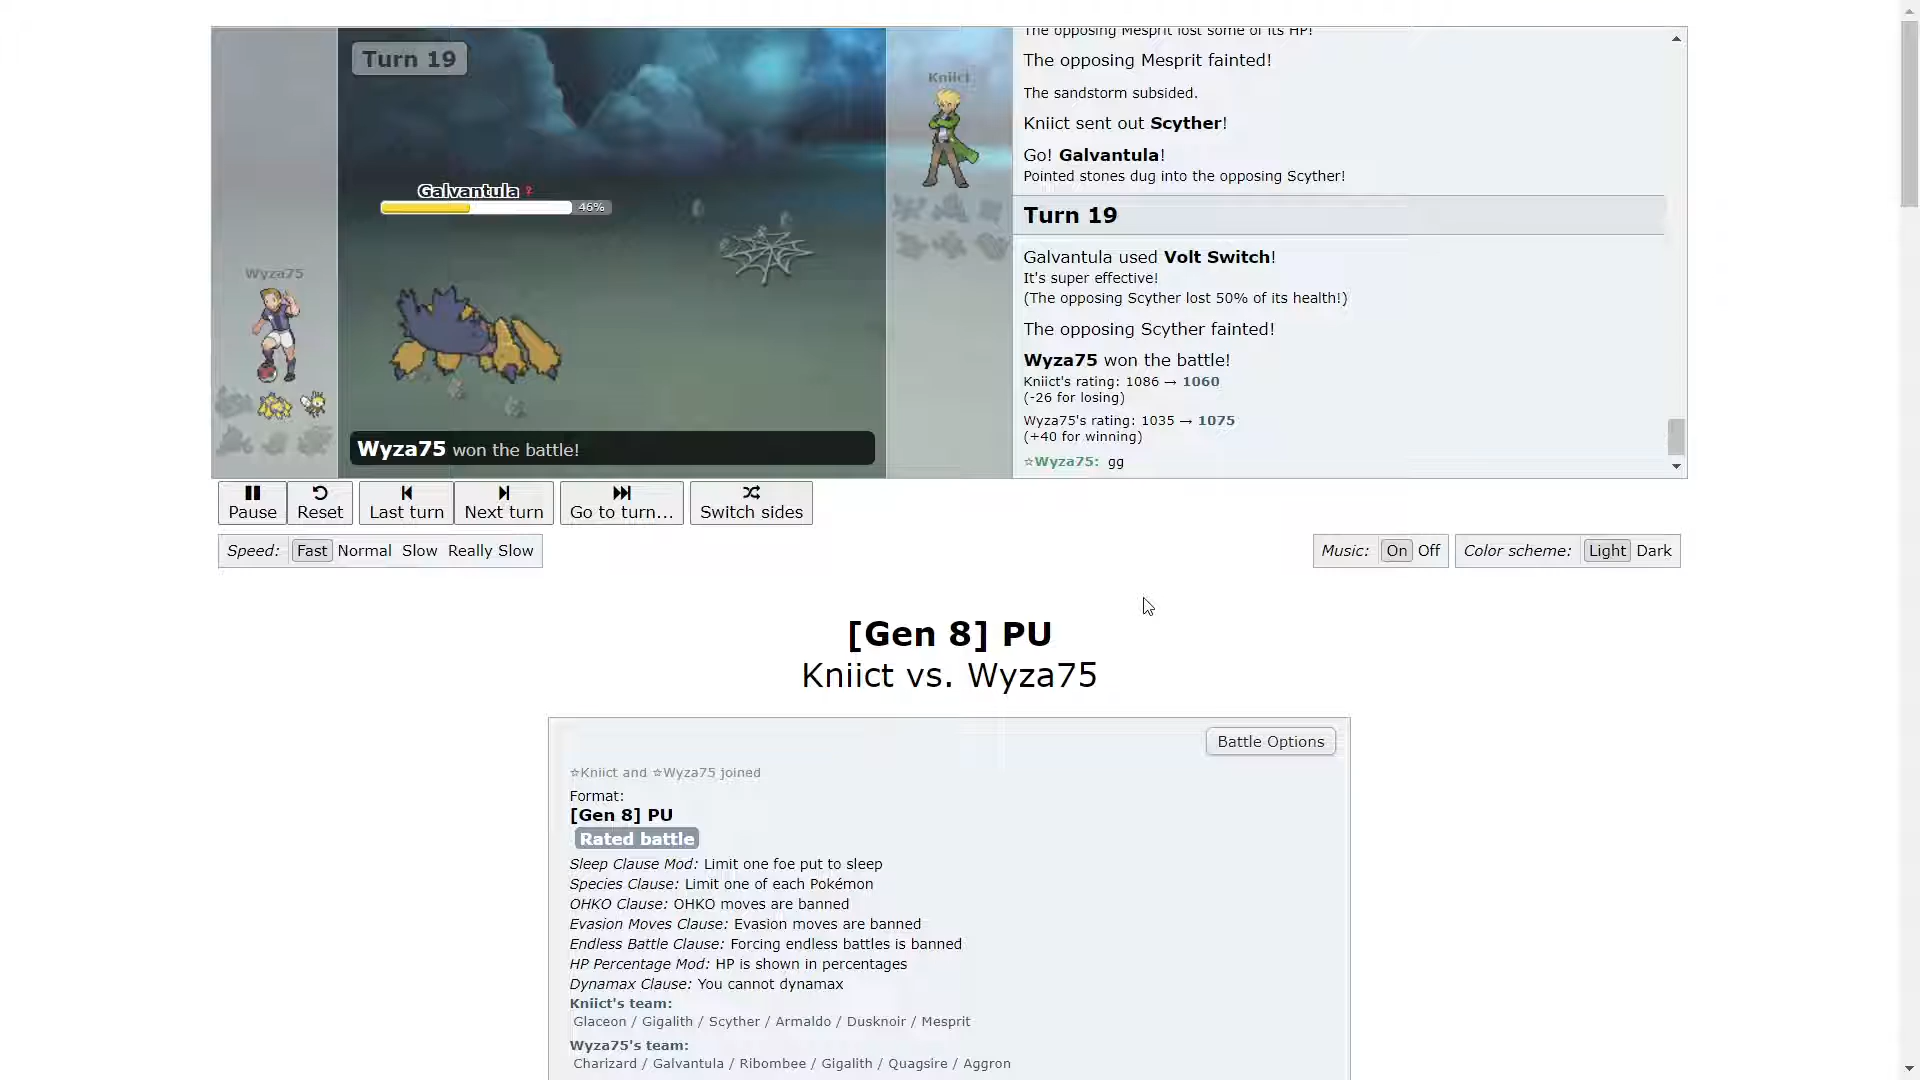 Turn 19
Galvantula ♀
46%
Wyza75
Wyza75 won the battle!
Kniict
The opposing Mesprit lost some of its HP!
The opposing Mesprit fainted!
The sandstorm subsided.
Kniict sent out Scyther!
Go! Galvantula!
Pointed stones dug into the opposing Scyther!
Turn 19
Galvantula used Volt Switch!
It's super effective!
(The opposing Scyther lost 50% of its health!)
The opposing Scyther fainted!
Wyza75 won the battle!
Kniict's rating: 1086 → 1060
(-26 for losing)
Wyza75's rating: 1035 → 1075
(+40 for winning)
☆Wyza75: gg
Pause Reset Last turn Next turn Go to turn... Switch sides
Speed: Fast Normal Slow Really Slow
Music: On Off Color scheme: Light Dark
[Gen 8] PU
Kniict vs. Wyza75
Battle Options
☆Kniict and ☆Wyza75 joined
Format:
[Gen 8] PU
Rated battle
Sleep Clause Mod: Limit one foe put to sleep
Species Clause: Limit one of each Pokémon
OHKO Clause: OHKO moves are banned
Evasion Moves Clause: Evasion moves are banned
Endless Battle Clause: Forcing endless battles is banned
HP Percentage Mod: HP is shown in percentages
Dynamax Clause: You cannot dynamax
Kniict's team:
Glaceon / Gigalith / Scyther / Armaldo / Dusknoir / Mesprit
Wyza75's team:
Charizard / Galvantula / Ribombee / Gigalith / Quagsire / Aggron